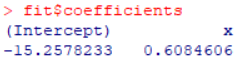 > fit$coefficients
(Intercept)           x
-15.2578233   0.6084606